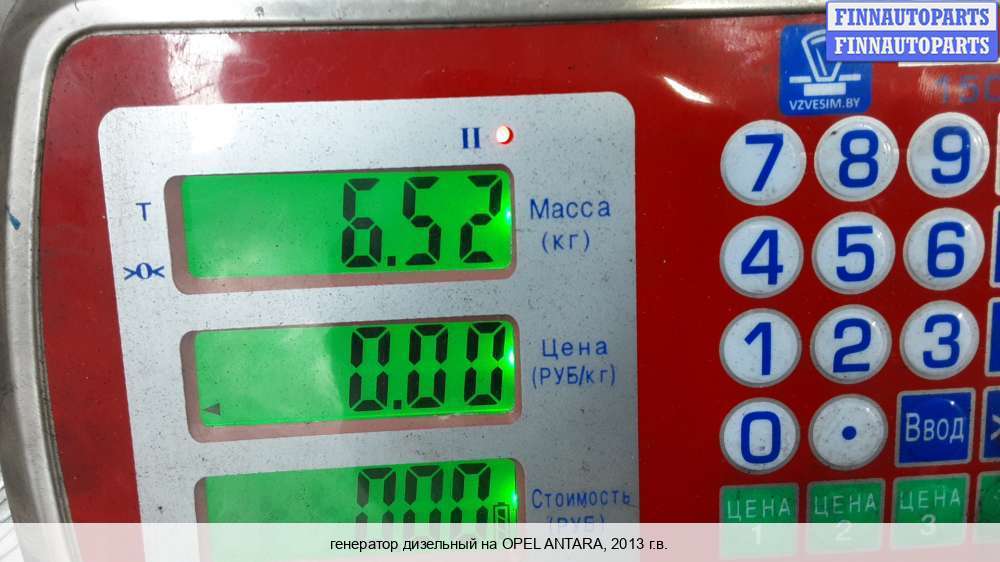 FINNAUTOPARTS
FINNAUTOPARTS
VZVESIM.BY
150
II
T
>0<
6.52
Масса
(кг)
0.00
Цена
(РУБ/кг)
0.00
Стоимость
(РУБ)
7 8 9
4 5 6
1 2 3
0 . Ввод
ЦЕНА 1
ЦЕНА 2
ЦЕНА 3
генератор дизельный на OPEL ANTARA, 2013 г.в.